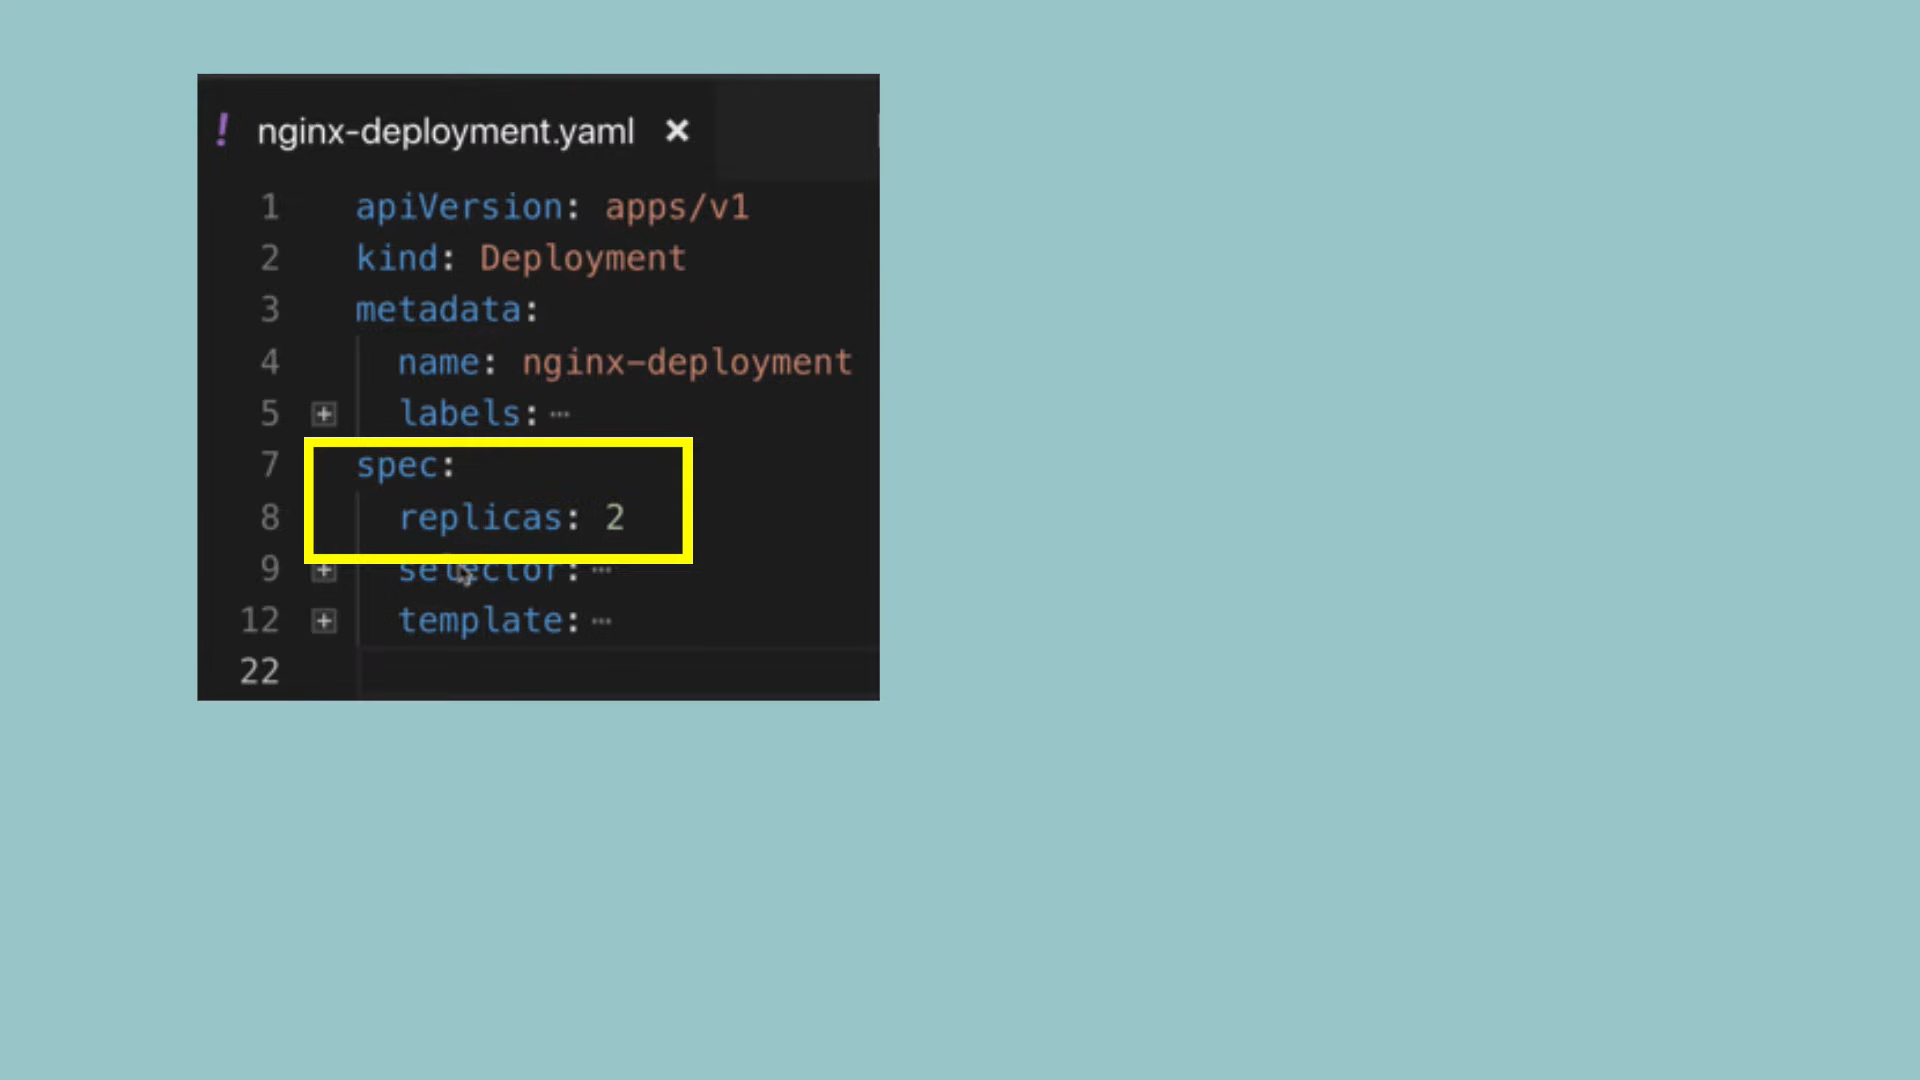 ! nginx-deployment.yaml ×
1 apiVersion: apps/v1
2 kind: Deployment
3 metadata:
4 name: nginx-deployment
5 + labels:⋯
7 spec:
8 replicas: 2
9 + selector:⋯
12 + template:⋯
22